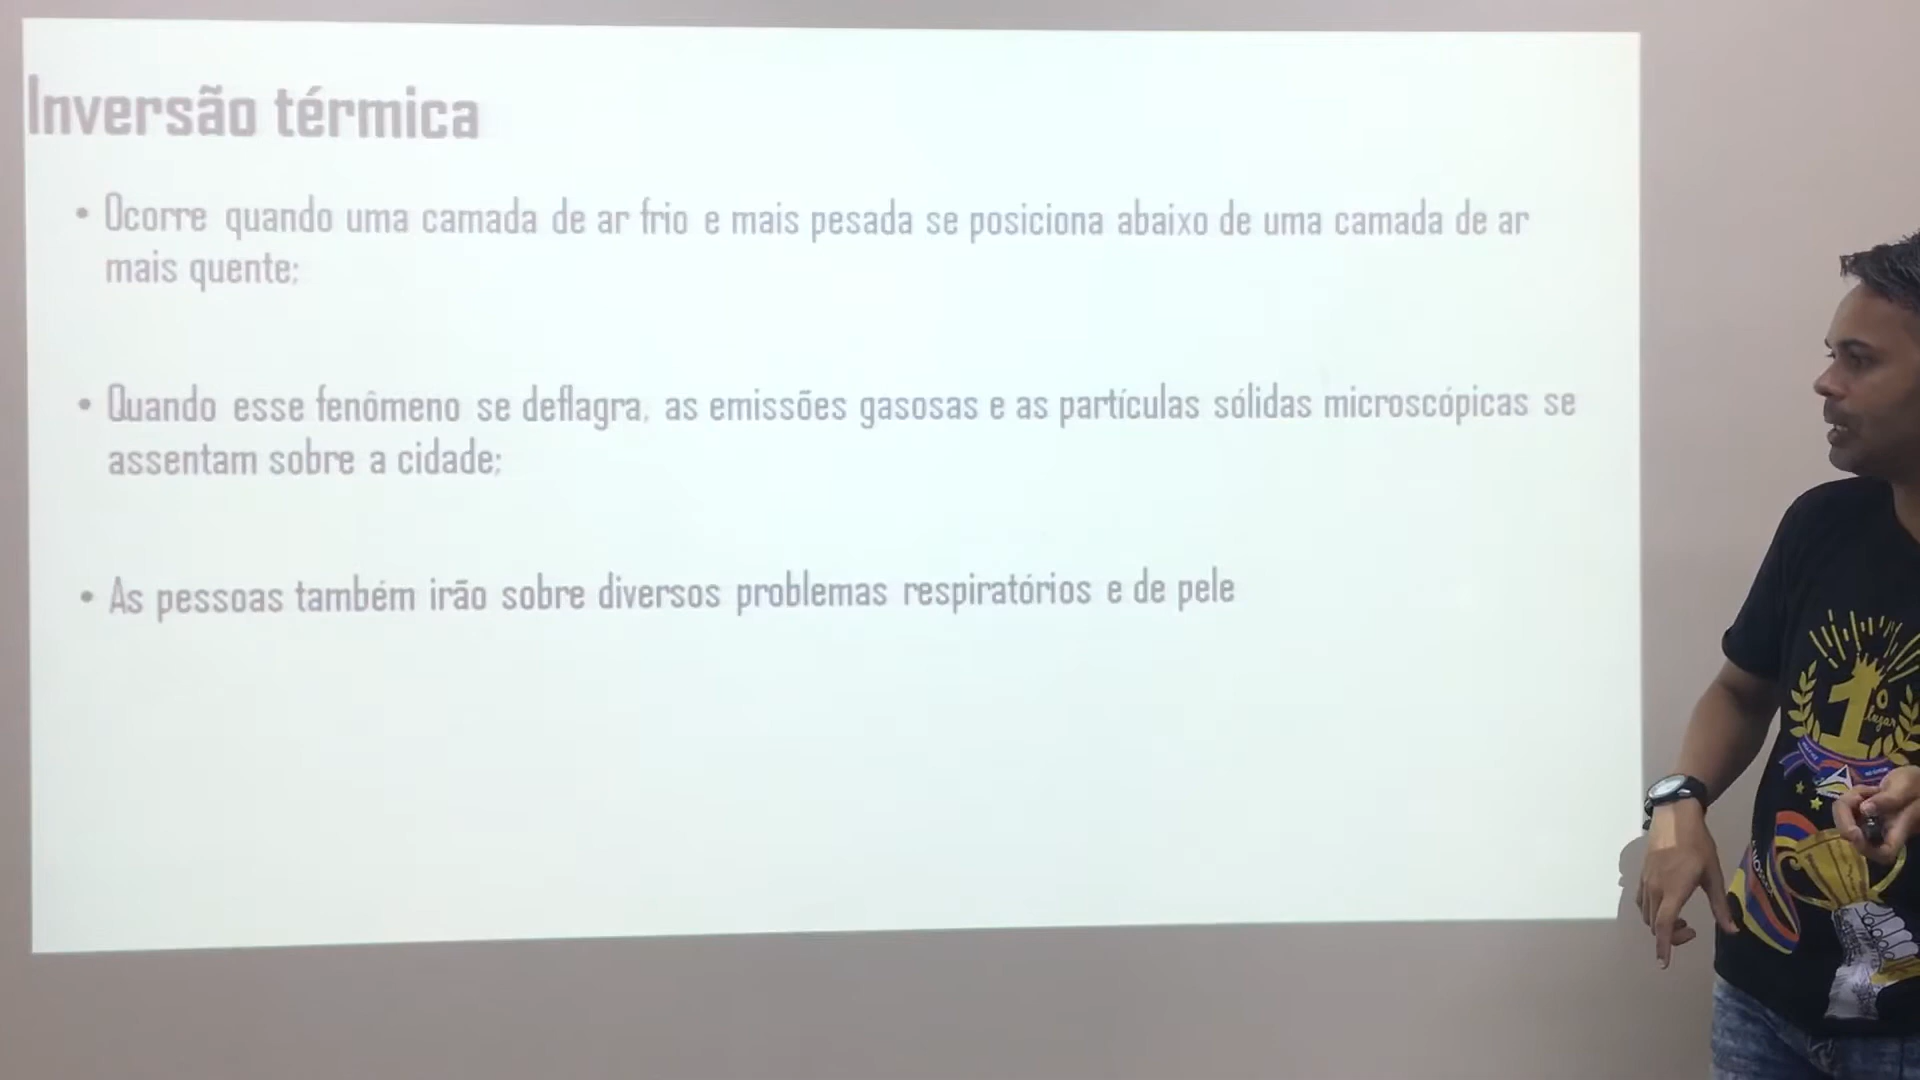 Inversão térmica
• Ocorre quando uma camada de ar frio e mais pesada se posiciona abaixo de uma camada de ar
mais quente;
• Quando esse fenômeno se deflagra, as emissões gasosas e as partículas sólidas microscópicas se
assentam sobre a cidade;
• As pessoas também irão sobre diversos problemas respiratórios e de pele
1º
lugar